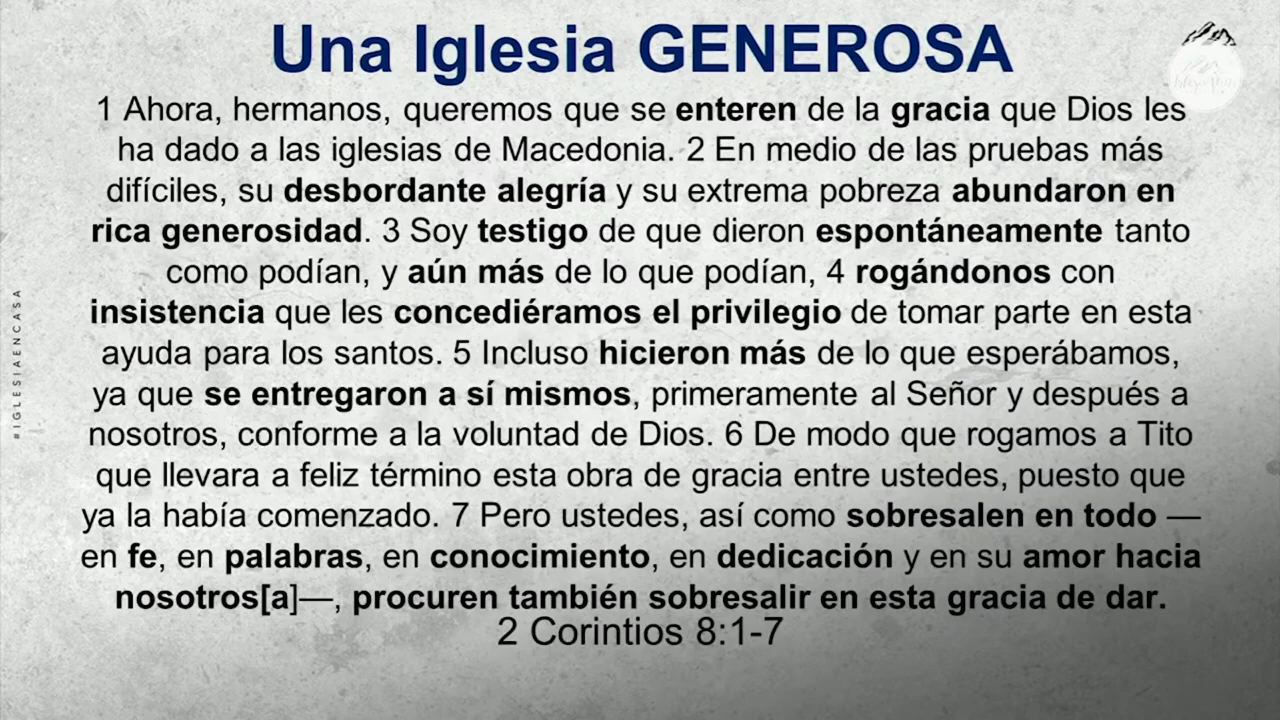 Una Iglesia GENEROSA
1 Ahora, hermanos, queremos que se enteren de la gracia que Dios les
ha dado a las iglesias de Macedonia. 2 En medio de las pruebas más
difíciles, su desbordante alegría y su extrema pobreza abundaron en
rica generosidad. 3 Soy testigo de que dieron espontáneamente tanto
como podían, y aún más de lo que podían, 4 rogándonos con
insistencia que les concediéramos el privilegio de tomar parte en esta
ayuda para los santos. 5 Incluso hicieron más de lo que esperábamos,
ya que se entregaron a sí mismos, primeramente al Señor y después a
nosotros, conforme a la voluntad de Dios. 6 De modo que rogamos a Tito
que llevara a feliz término esta obra de gracia entre ustedes, puesto que
ya la había comenzado. 7 Pero ustedes, así como sobresalen en todo —
en fe, en palabras, en conocimiento, en dedicación y en su amor hacia
nosotros[a]—, procuren también sobresalir en esta gracia de dar.
2 Corintios 8:1-7
#IGLESIAENCASA